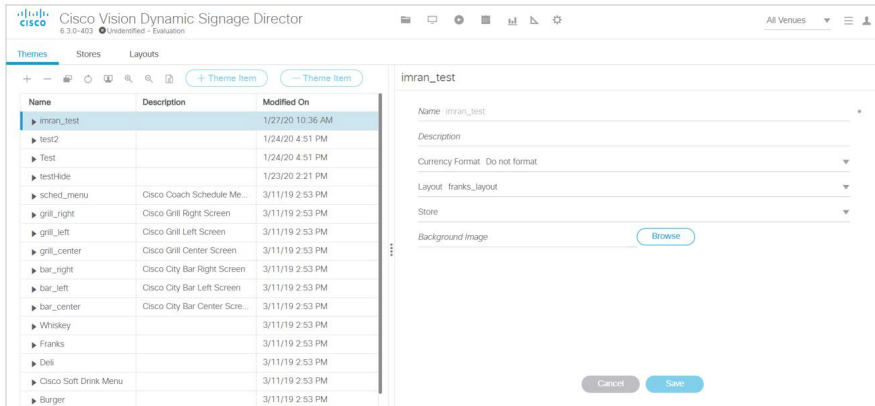 CISCO Cisco Vision Dynamic Signage Director All Venues
6.3.0-403 Unidentified - Evaluation
Themes Stores Layouts
+ Theme Item — Theme Item imran_test
Name Description Modified On
imran_test 1/27/20 10:36 AM Name imran_test *
test2 1/24/20 4:51 PM Description
Test 1/24/20 4:51 PM Currency Format Do not format
testHide 1/23/20 2:21 PM Layout franks_layout
sched_menu Cisco Coach Schedule Me... 3/11/19 2:53 PM Store
grill_right Cisco Grill Right Screen 3/11/19 2:53 PM
grill_left Cisco Grill Left Screen 3/11/19 2:53 PM Background Image Browse
grill_center Cisco Grill Center Screen 3/11/19 2:53 PM
bar_right Cisco City Bar Right Screen 3/11/19 2:53 PM
bar_left Cisco City Bar Left Screen 3/11/19 2:53 PM
bar_center Cisco City Bar Center Scre... 3/11/19 2:53 PM
Whiskey 3/11/19 2:53 PM
Franks 3/11/19 2:53 PM
Deli 3/11/19 2:53 PM
Cisco Soft Drink Menu 3/11/19 2:53 PM Cancel Save
Burger 3/11/19 2:53 PM